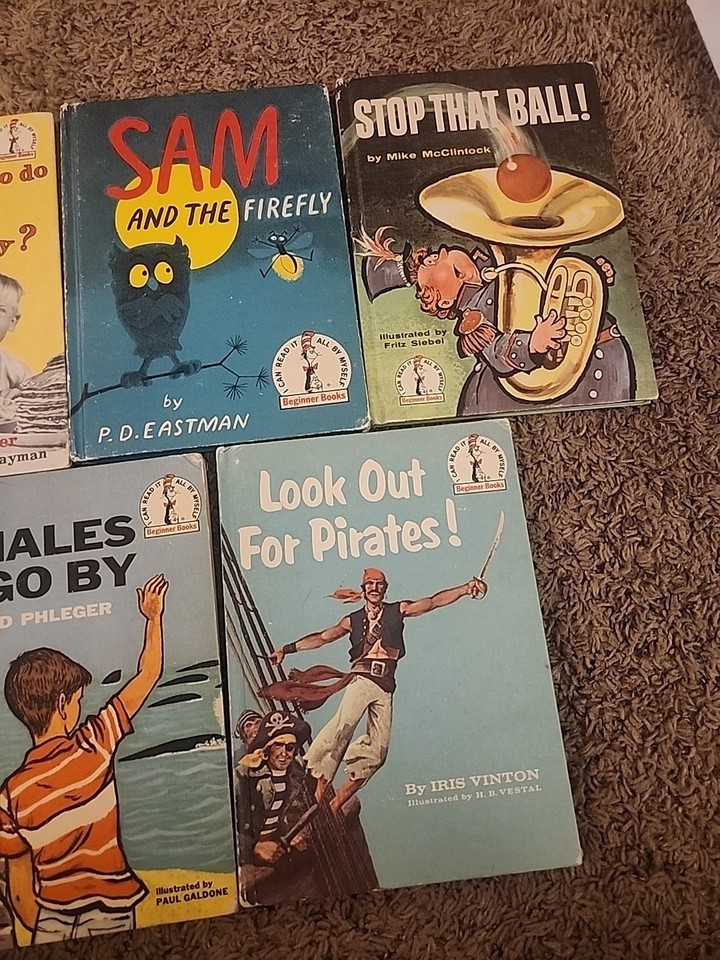 Beginner Books
o do
y?
er
ayman
SAM
AND THE FIREFLY
I CAN READ IT ALL BY MYSELF
Beginner Books
by
P.D. EASTMAN
STOP THAT BALL!
by Mike McClintock
Illustrated by
Fritz Siebel
I CAN READ IT ALL BY MYSELF
Beginner Books
I CAN READ IT ALL BY MYSELF
Beginner Books
HALES
GO BY
D PHLEGER
Illustrated by
PAUL GALDONE
I CAN READ IT ALL BY MYSELF
Beginner Books
Look Out
For Pirates!
By IRIS VINTON
Illustrated by H. B. VESTAL